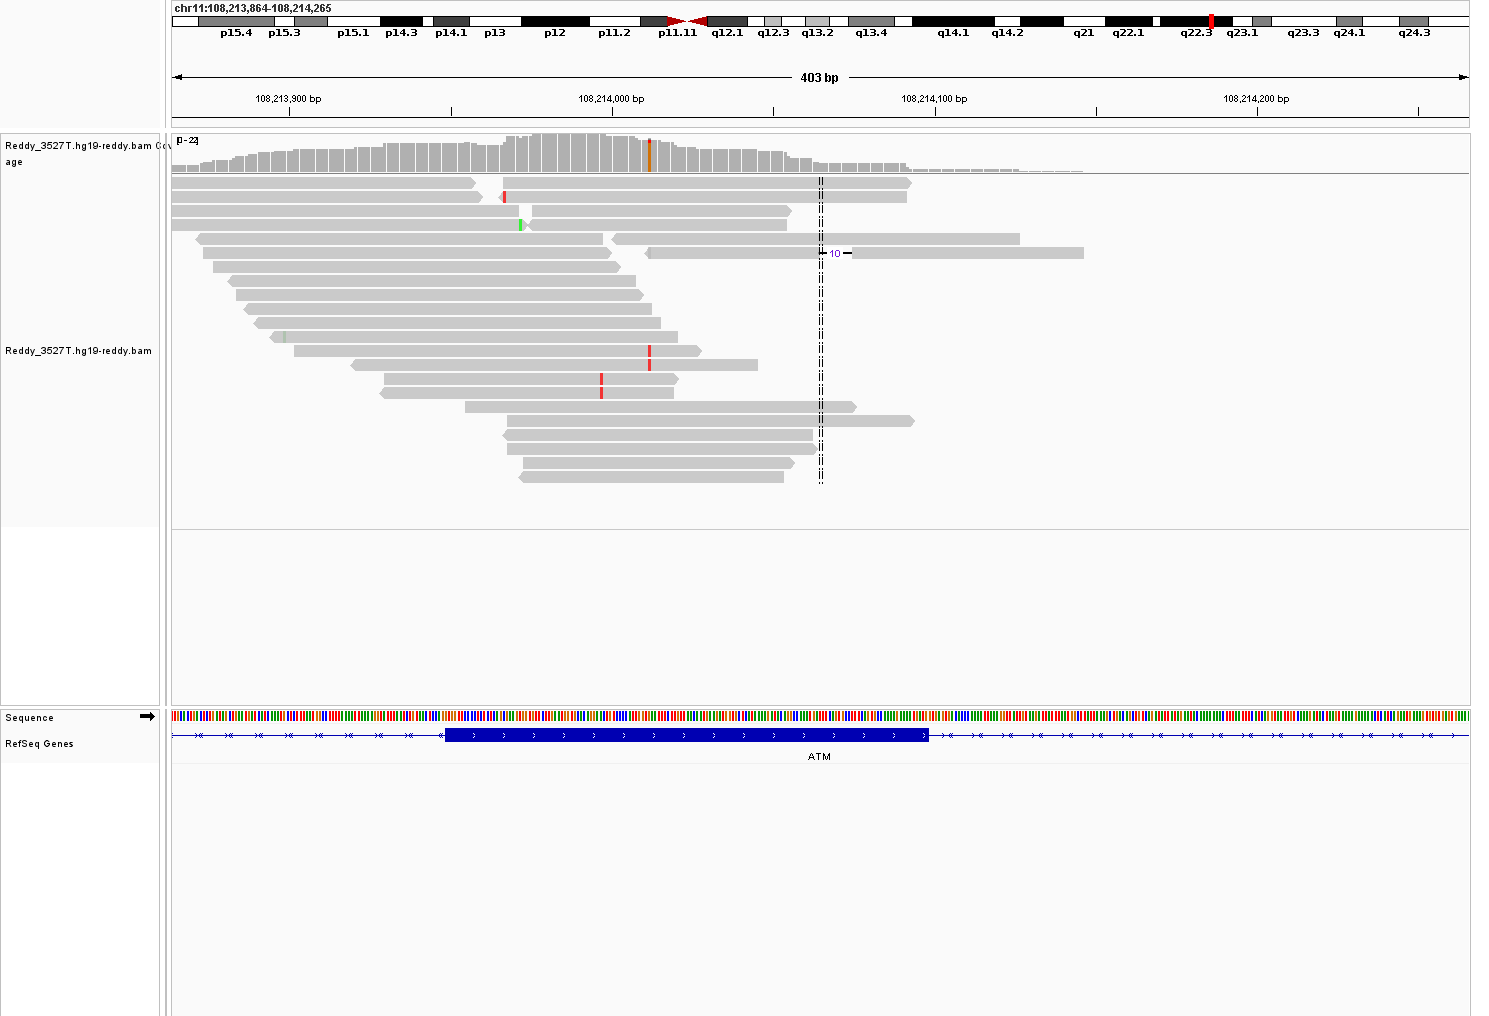 chr11:108,213,864-108,214,265
p15.4 p15.3 p15.1 p14.3 p14.1 p13 p12 p11.2 p11.11 q12.1 q12.3 q13.2 q13.4 q14.1 q14.2 q21 q22.1 q22.3 q23.1 q23.3 q24.1 q24.3
403 bp
108,213,900 bp 108,214,000 bp 108,214,100 bp 108,214,200 bp
Reddy_3527T.hg19-reddy.bam Cov
age
[0 - 22]
10
Reddy_3527T.hg19-reddy.bam
Sequence
RefSeq Genes
ATM